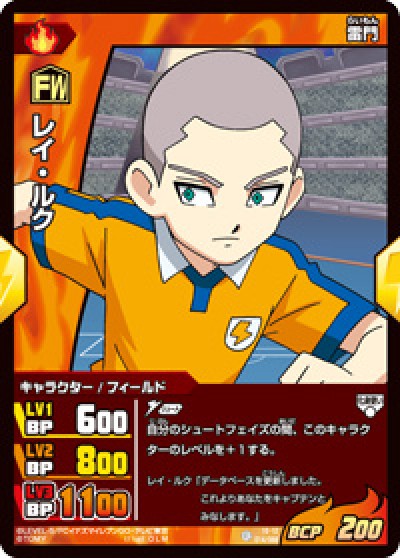 らいもん
雷門
FW
レイ・ルク
キャラクター / フィールド
LV1
BP 600
LV2
BP 800
LV3
BP 1100
自分のシュートフェイズの間、このキャラク
ターのレベルを+1する。
レイ・ルク「データベースを更新しました。
これよりあなたをキャプテンと
みなします。」
©TOMY
BCP 200